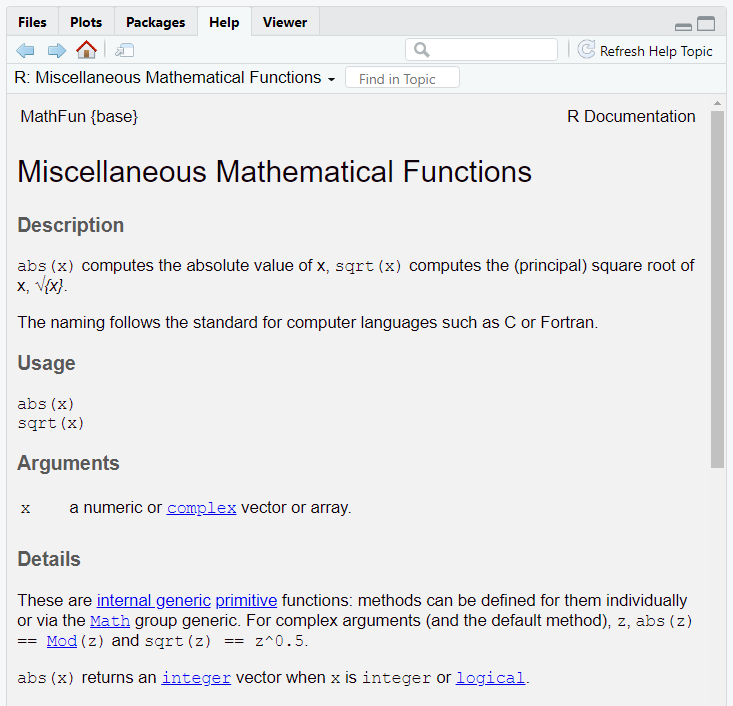 Files Plots Packages Help Viewer
Refresh Help Topic
R: Miscellaneous Mathematical Functions Find in Topic
MathFun {base} R Documentation
Miscellaneous Mathematical Functions
Description
abs(x) computes the absolute value of x, sqrt(x) computes the (principal) square root of
x, √{x}.
The naming follows the standard for computer languages such as C or Fortran.
Usage
abs(x)
sqrt(x)
Arguments
x a numeric or complex vector or array.
Details
These are internal generic primitive functions: methods can be defined for them individually
or via the Math group generic. For complex arguments (and the default method), z, abs(z)
== Mod(z) and sqrt(z) == z^0.5.
abs(x) returns an integer vector when x is integer or logical.